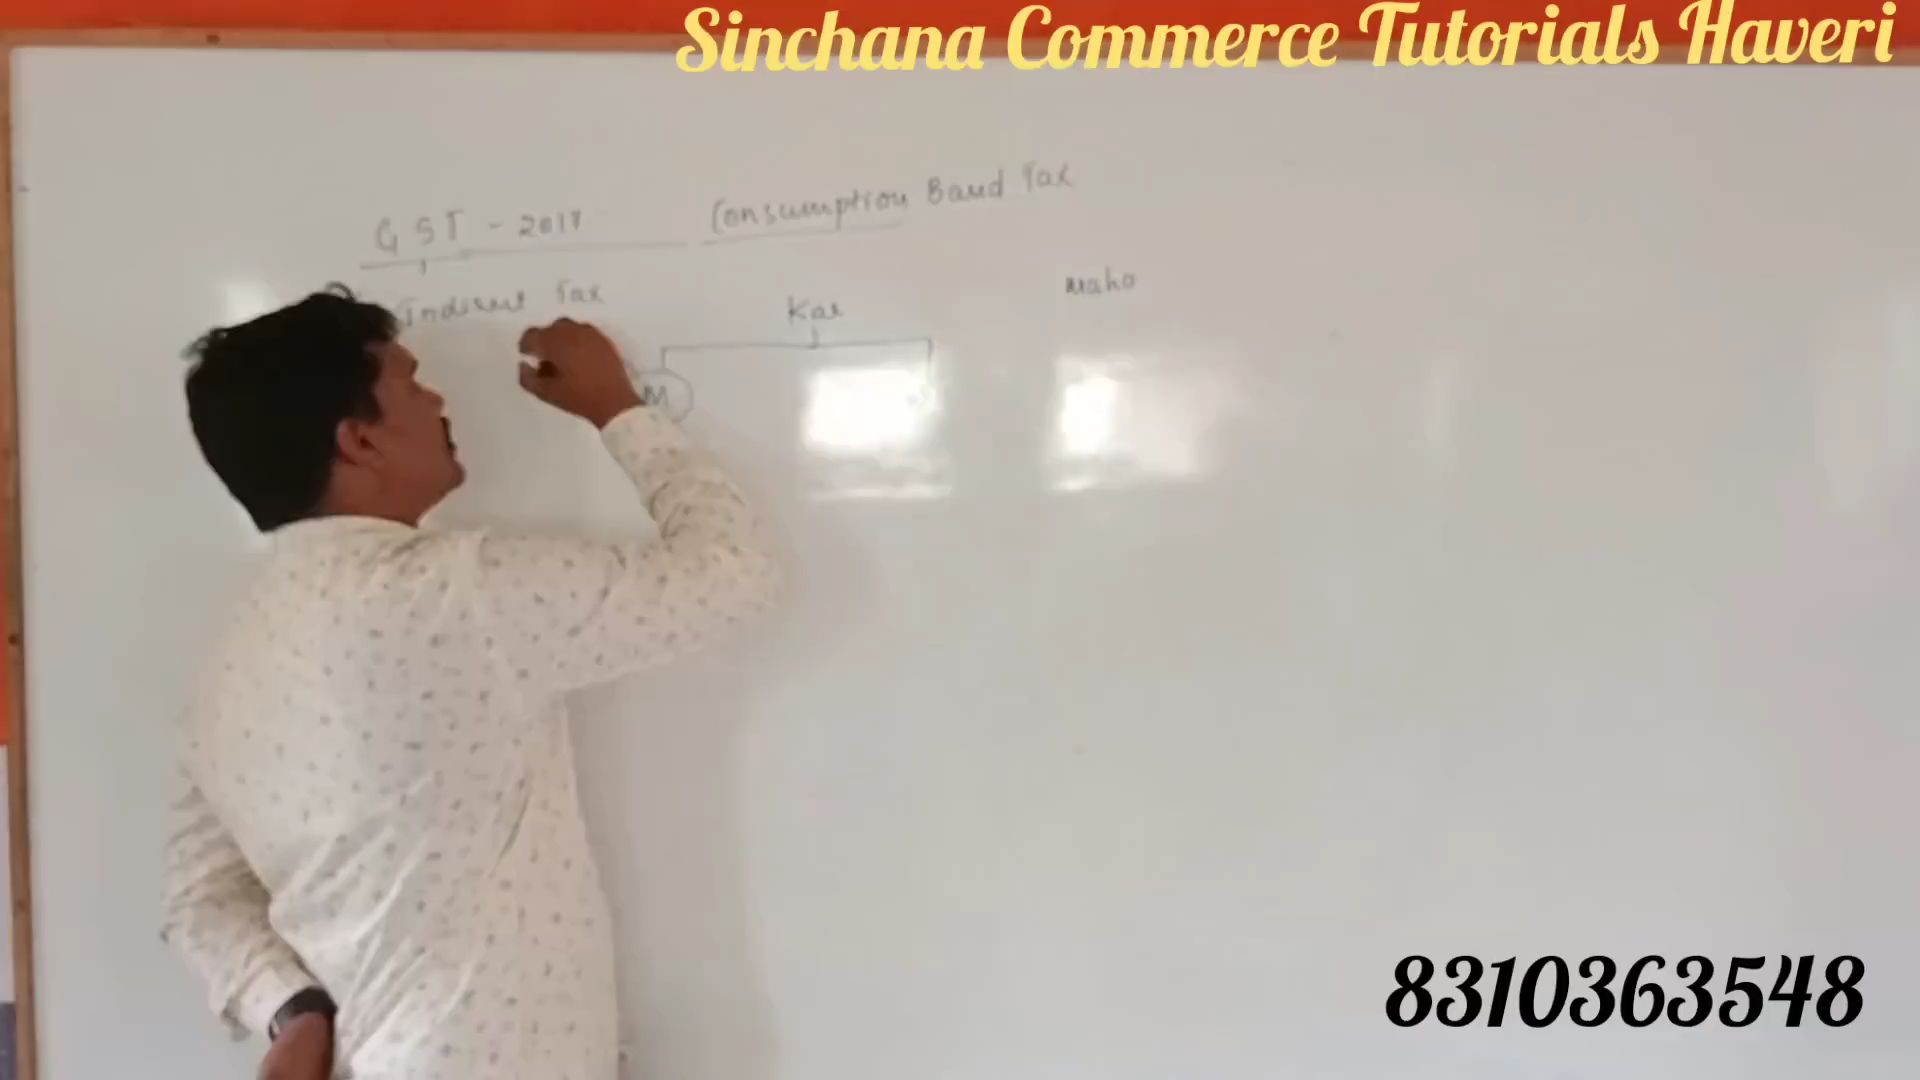 Sinchana Commerce Tutorials Haveri
GST - 2017 Consumption Based Tax
Indirect Tax
Kar
maha
M
8310363548